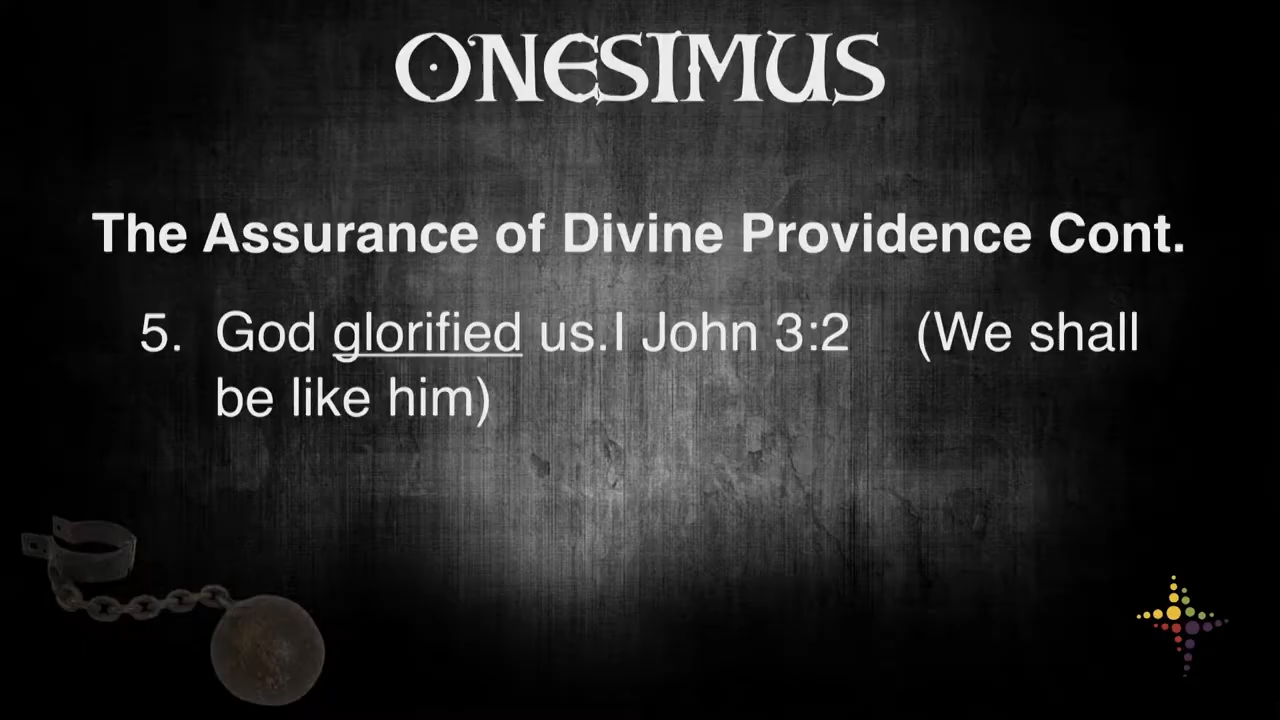 ONESIMUS
The Assurance of Divine Providence Cont.
5. God glorified us.I John 3:2 (We shall
be like him)